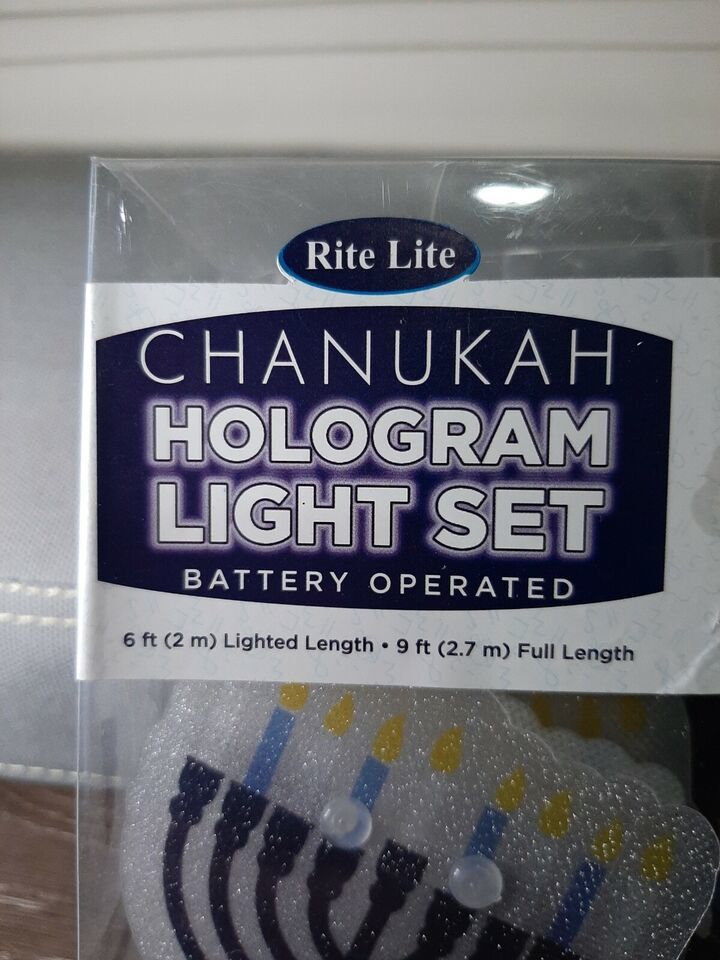 Rite Lite
CHANUKAH
HOLOGRAM
LIGHT SET
BATTERY OPERATED
6 ft (2 m) Lighted Length • 9 ft (2.7 m) Full Length